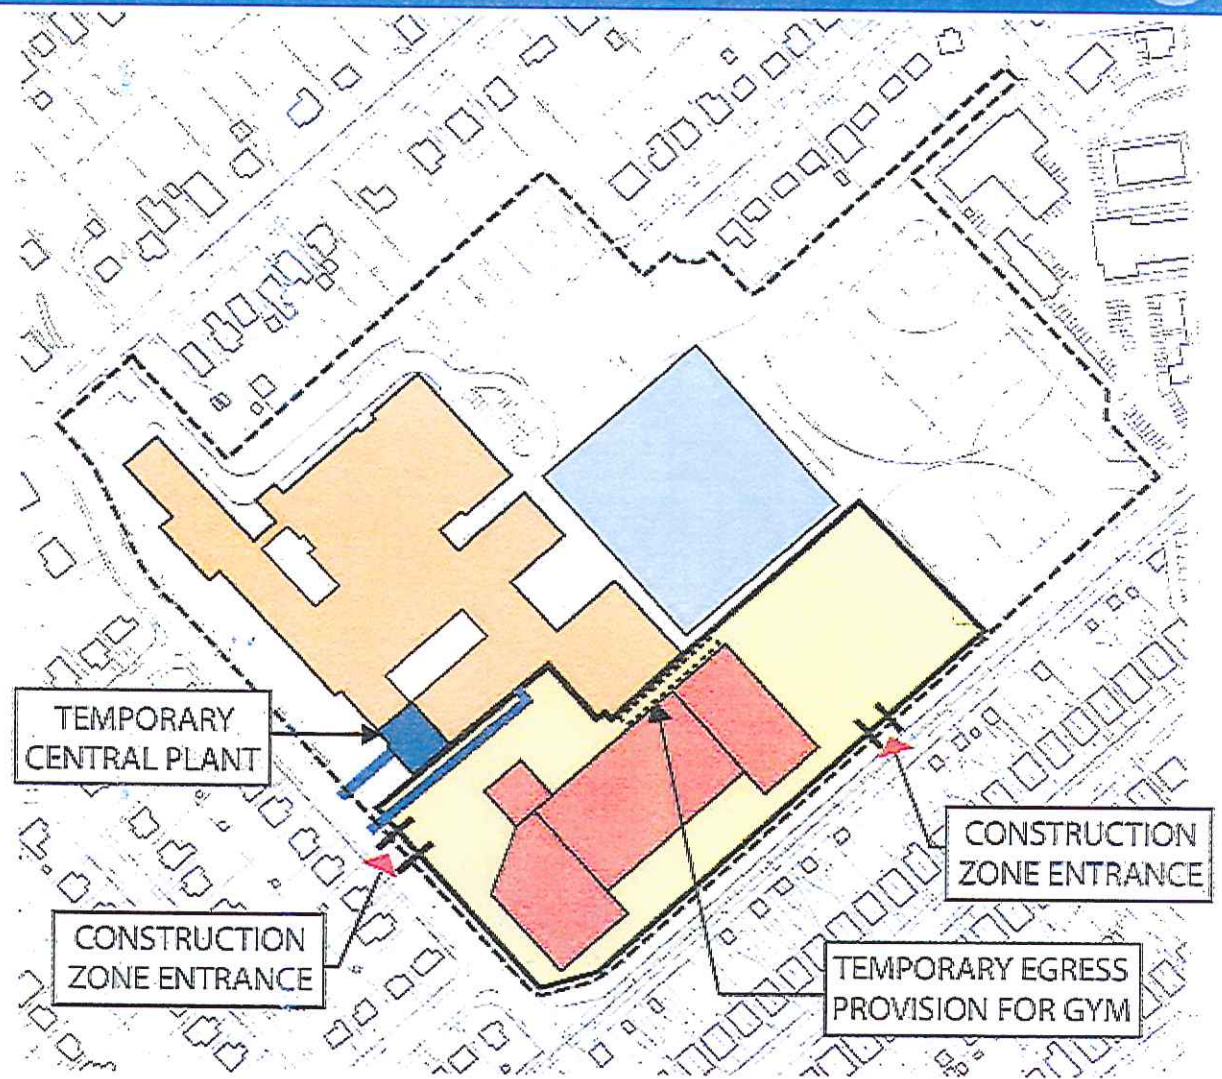 TEMPORARY
CENTRAL PLANT
CONSTRUCTION
ZONE ENTRANCE
CONSTRUCTION
ZONE ENTRANCE
TEMPORARY EGRESS
PROVISION FOR GYM